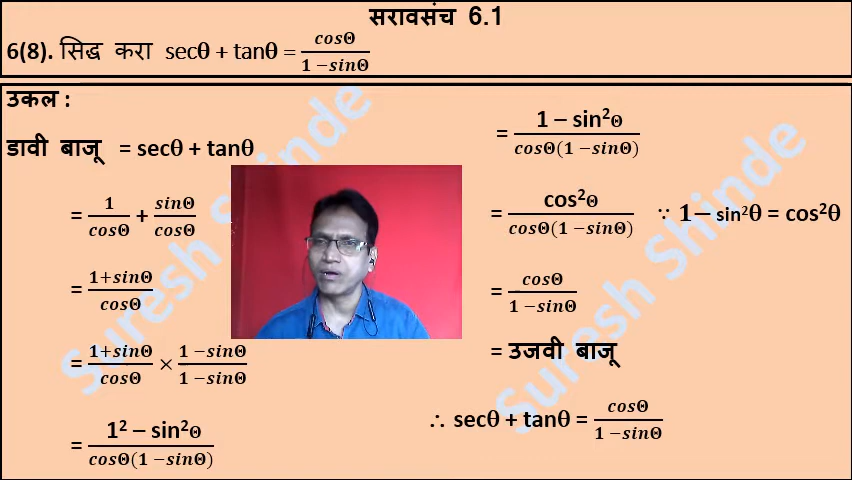 सरावसंच 6.1
6(8). सिद्ध करा secθ + tanθ = cosΘ / 1 − sinΘ
उकल :
डावी बाजू = secθ + tanθ
= 1/cosΘ + sinΘ/cosΘ
= 1+sinΘ / cosΘ
= 1+sinΘ / cosΘ × 1 − sinΘ / 1 − sinΘ
= 1² − sin²Θ / cosΘ(1 − sinΘ)
= 1 − sin²Θ / cosΘ(1 − sinΘ)
= cos²Θ / cosΘ(1 − sinΘ) ∵ 1 − sin²θ = cos²θ
= cosΘ / 1 − sinΘ
= उजवी बाजू
∴ secθ + tanθ = cosΘ / 1 − sinΘ
Suresh Shinde
Suresh Shinde